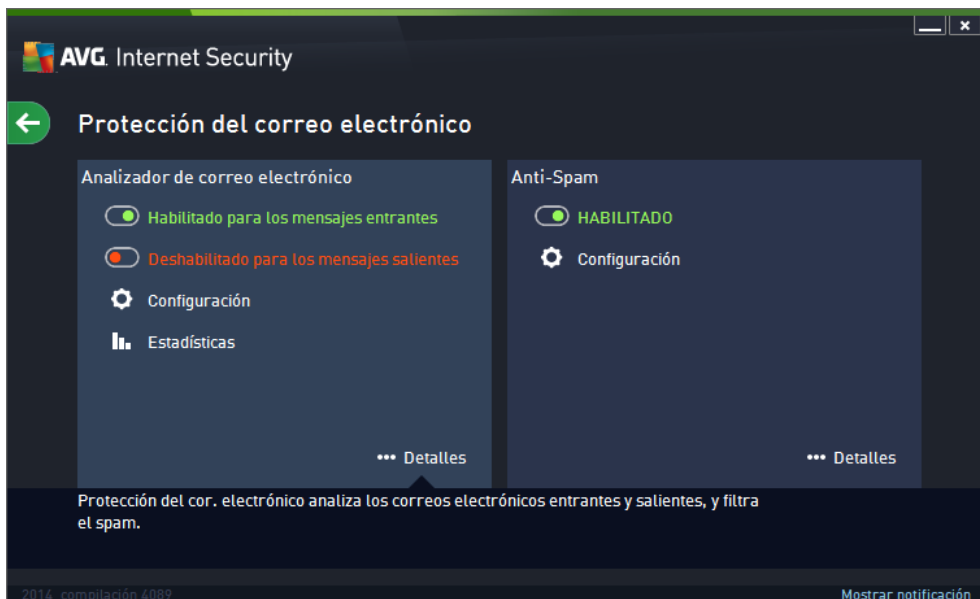 AVG. Internet Security
Protección del correo electrónico
Analizador de correo electrónico
Habilitado para los mensajes entrantes
Deshabilitado para los mensajes salientes
Configuración
Estadísticas
Detalles
Anti-Spam
HABILITADO
Configuración
Detalles
Protección del cor. electrónico analiza los correos electrónicos entrantes y salientes, y filtra
el spam.
2014 compilación 4089
Mostrar notificación